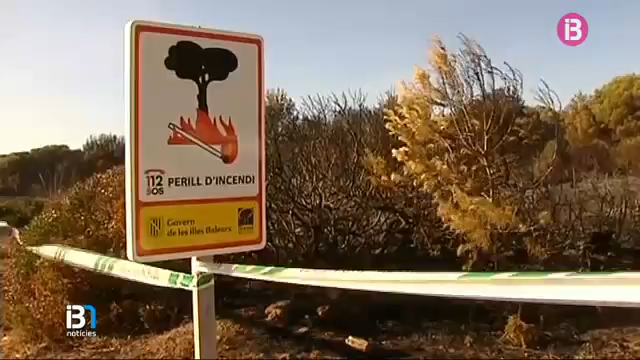 IB
112
SOS
PERILL D'INCENDI
Govern
de les Illes Balears
IB
notícies